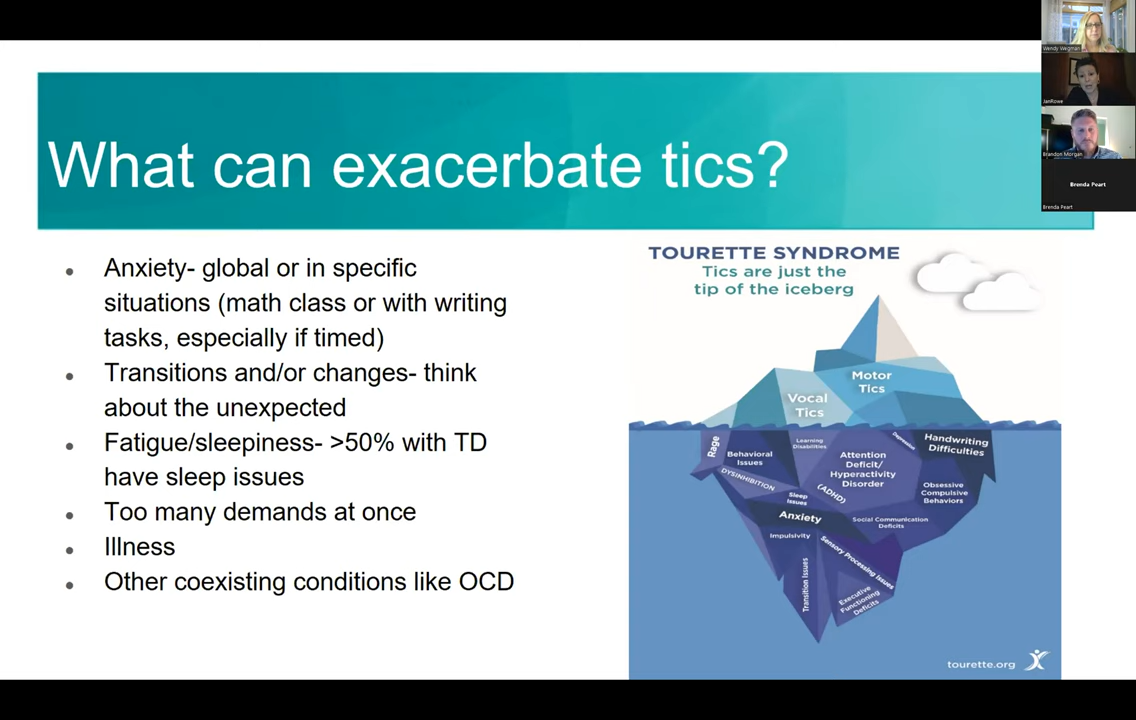 What can exacerbate tics?
Wendy Wegman
JanRowe
Brandon Morgan
Brenda Peart
Brenda Peart
Anxiety- global or in specific
situations (math class or with writing
tasks, especially if timed)
Transitions and/or changes- think
about the unexpected
Fatigue/sleepiness- >50% with TD
have sleep issues
Too many demands at once
Illness
Other coexisting conditions like OCD
TOURETTE SYNDROME
Tics are just the
tip of the iceberg
Motor
Tics
Vocal
Tics
Rage
Behavioral
Issues
DYSINHIBITION
Learning
Disabilities
Sleep
Issues
Attention
Deficit/
Hyperactivity
Disorder
(ADHD)
Depression
Handwriting
Difficulties
Obsessive
Compulsive
Behaviors
Anxiety
Social Communication
Deficits
Impulsivity
Transition Issues
Sensory Processing Issues
Executive
Functioning
Deficits
tourette.org